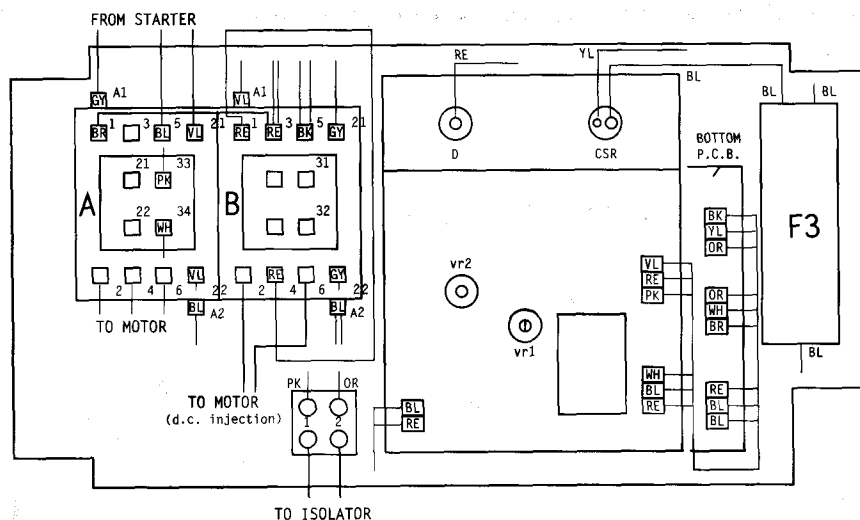 FROM STARTER
RE YL BL BL BL
GY A1 VL A1
BR 1 3 BL 5 VL 21 RE 1 RE 3 BK 5 GY 21
D CSR
BOTTOM
P.C.B.
21 33 31
PK
A B F3
22 34 32
WH
BK
YL
OR
VL
RE
PK
vr2
OR
WH
BR
2 4 6 VL 22 2 RE 4 6 GY 22
BL A2 BL A2
TO MOTOR
vr1
BL
WH
BL
RE
RE
BL
BL
PK OR
TO MOTOR
(d.c. injection)
1 2
BL
RE
TO ISOLATOR